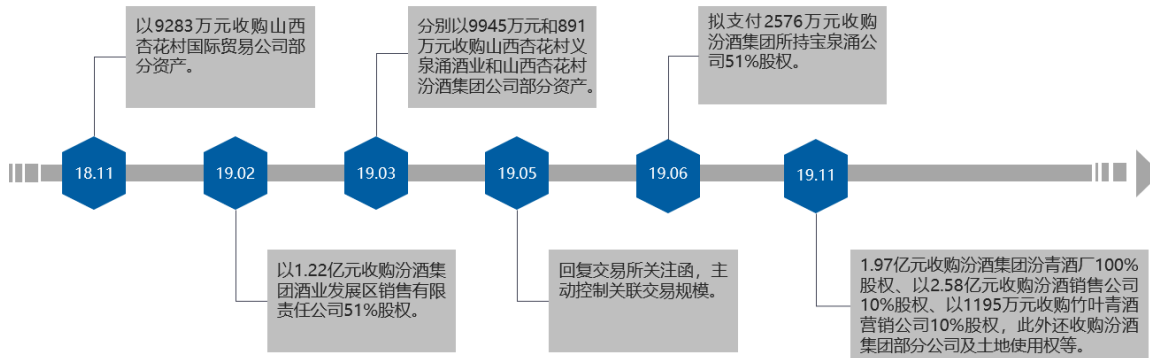 以9283万元收购山西
杏花村国际贸易公司部
分资产。
分别以9945万元和891
万元收购山西杏花村义
泉涌酒业和山西杏花村
汾酒集团公司部分资产。
拟支付2576万元收购
汾酒集团所持宝泉涌公
司51%股权。
18.11
19.02
19.03
19.05
19.06
19.11
以1.22亿元收购汾酒集
团酒业发展区销售有限
责任公司51%股权。
回复交易所关注函，主
动控制关联交易规模。
1.97亿元收购汾酒集团汾青酒厂100%
股权、以2.58亿元收购汾酒销售公司
10%股权、以1195万元收购竹叶青酒
营销公司10%股权，此外还收购汾酒
集团部分公司及土地使用权等。